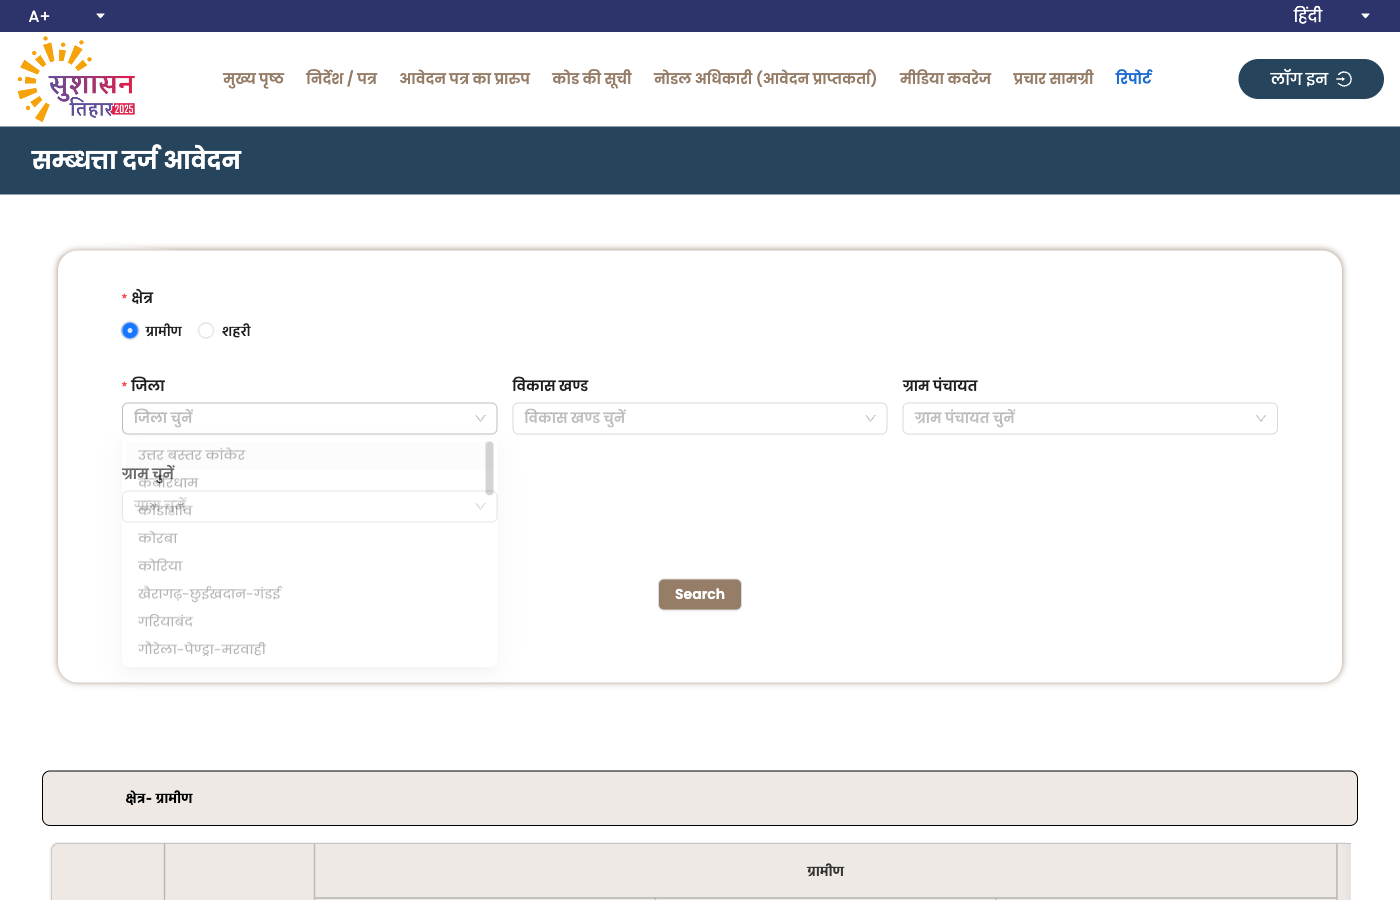 A+
हिंदी
सुशासन
तिहार 2025
मुख्य पृष्ठ
निर्देश / पत्र
आवेदन पत्र का प्रारुप
कोड की सूची
नोडल अधिकारी (आवेदन प्राप्तकर्ता)
मीडिया कवरेज
प्रचार सामग्री
रिपोर्ट
लॉग इन
सम्ब्धत्ता दर्ज आवेदन
* क्षेत्र
ग्रामीण
शहरी
* जिला
विकास खण्ड
ग्राम पंचायत
जिला चुनें
विकास खण्ड चुनें
ग्राम पंचायत चुनें
उत्तर बस्तर कांकेर
ग्राम चुनें
कबीरधाम
ग्राम चुनें
कोंडागाँव
कोरबा
कोरिया
खैरागढ़-छुईखदान-गंडई
Search
गरियाबंद
गौरेला-पेण्ड्रा-मरवाही
क्षेत्र- ग्रामीण
ग्रामीण